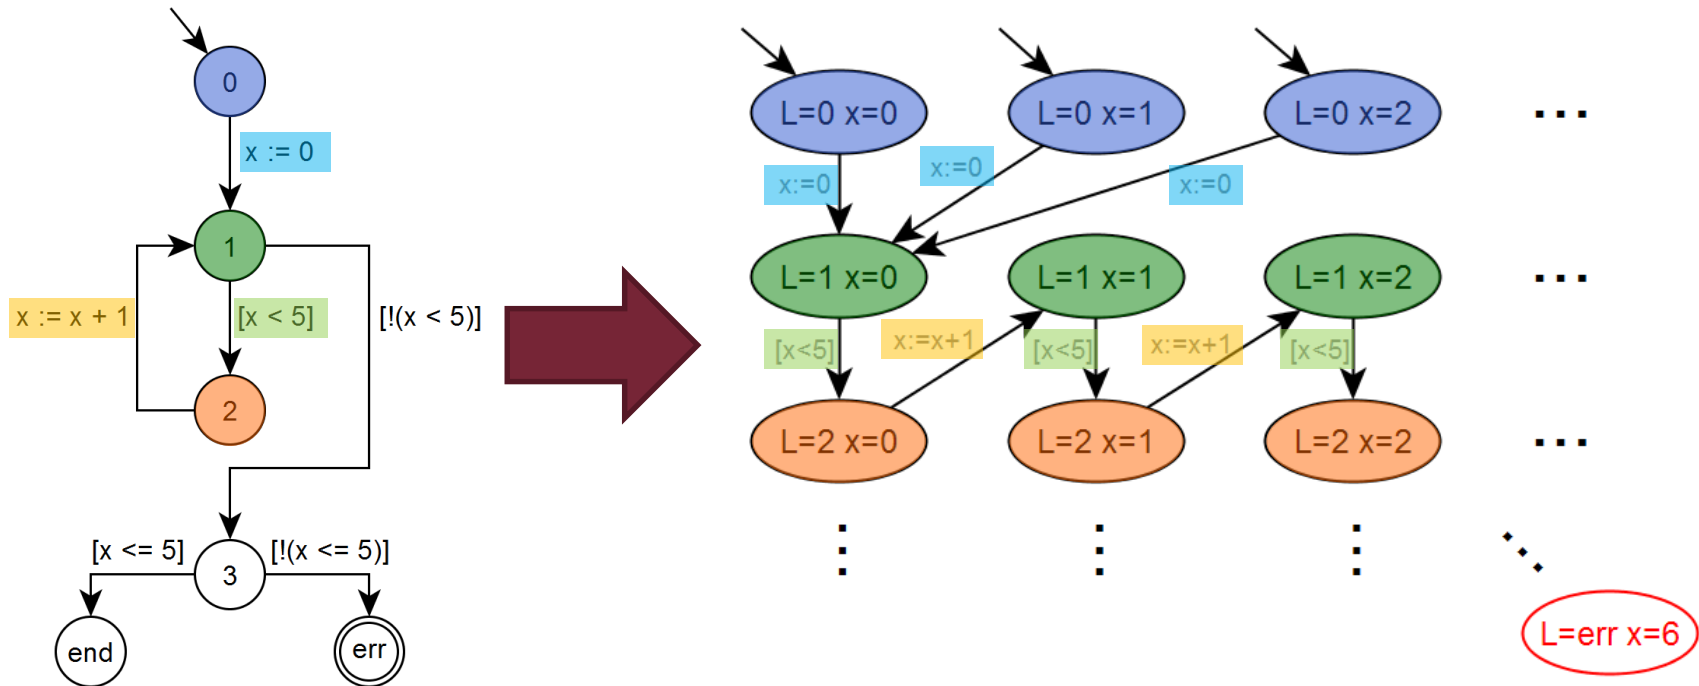 0
x := 0
1
x := x + 1
[x < 5]
[!(x < 5)]
2
[x <= 5]
[!(x <= 5)]
3
end
err
L=0 x=0
L=0 x=1
L=0 x=2
...
x:=0
x:=0
x:=0
L=1 x=0
L=1 x=1
L=1 x=2
...
[x<5]
x:=x+1
[x<5]
x:=x+1
[x<5]
L=2 x=0
L=2 x=1
L=2 x=2
...
L=err x=6